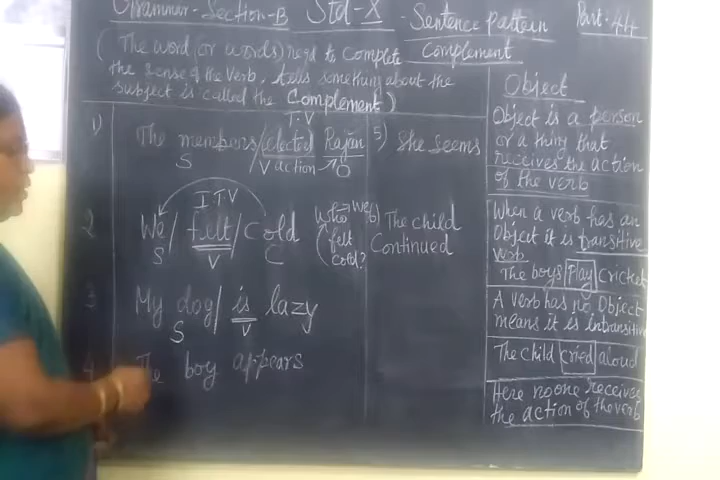 Grammar - Section - B Std - X - Sentence pattern Part - 44
Complement
(The word (or words) reqd to complete
the sense of the verb, it tells something about the
subject is called the Complement)
T.V
1) The members/elected Rajan
S V action → O
I T V
2 We / felt / Cold
S V C
Who → We
felt
cold?
3 My dog/ is lazy
S V
4 The boy appears
5) She seems
6) The child
Continued
Object
Object is a person
or a thing that
receives the action
of the verb
When a verb has an
Object it is transitive
verb
The boys Play cricket
A verb has no Object
means it is intransitive
The child cried aloud
Here no one receives
the action of the verb